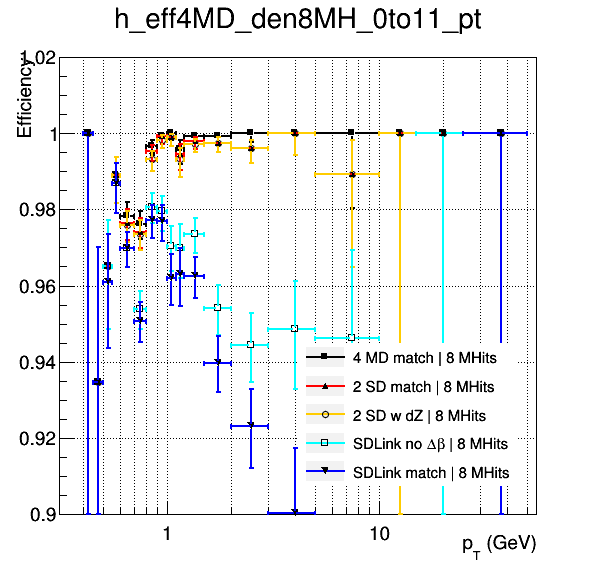 h_eff4MD_den8MH_0to11_pt
Efficiency
1.02
1
0.98
0.96
0.94
0.92
0.9
4 MD match | 8 MHits
2 SD match | 8 MHits
2 SD w dZ | 8 MHits
SDLink no Δβ | 8 MHits
SDLink match | 8 MHits
1
10
p_T (GeV)